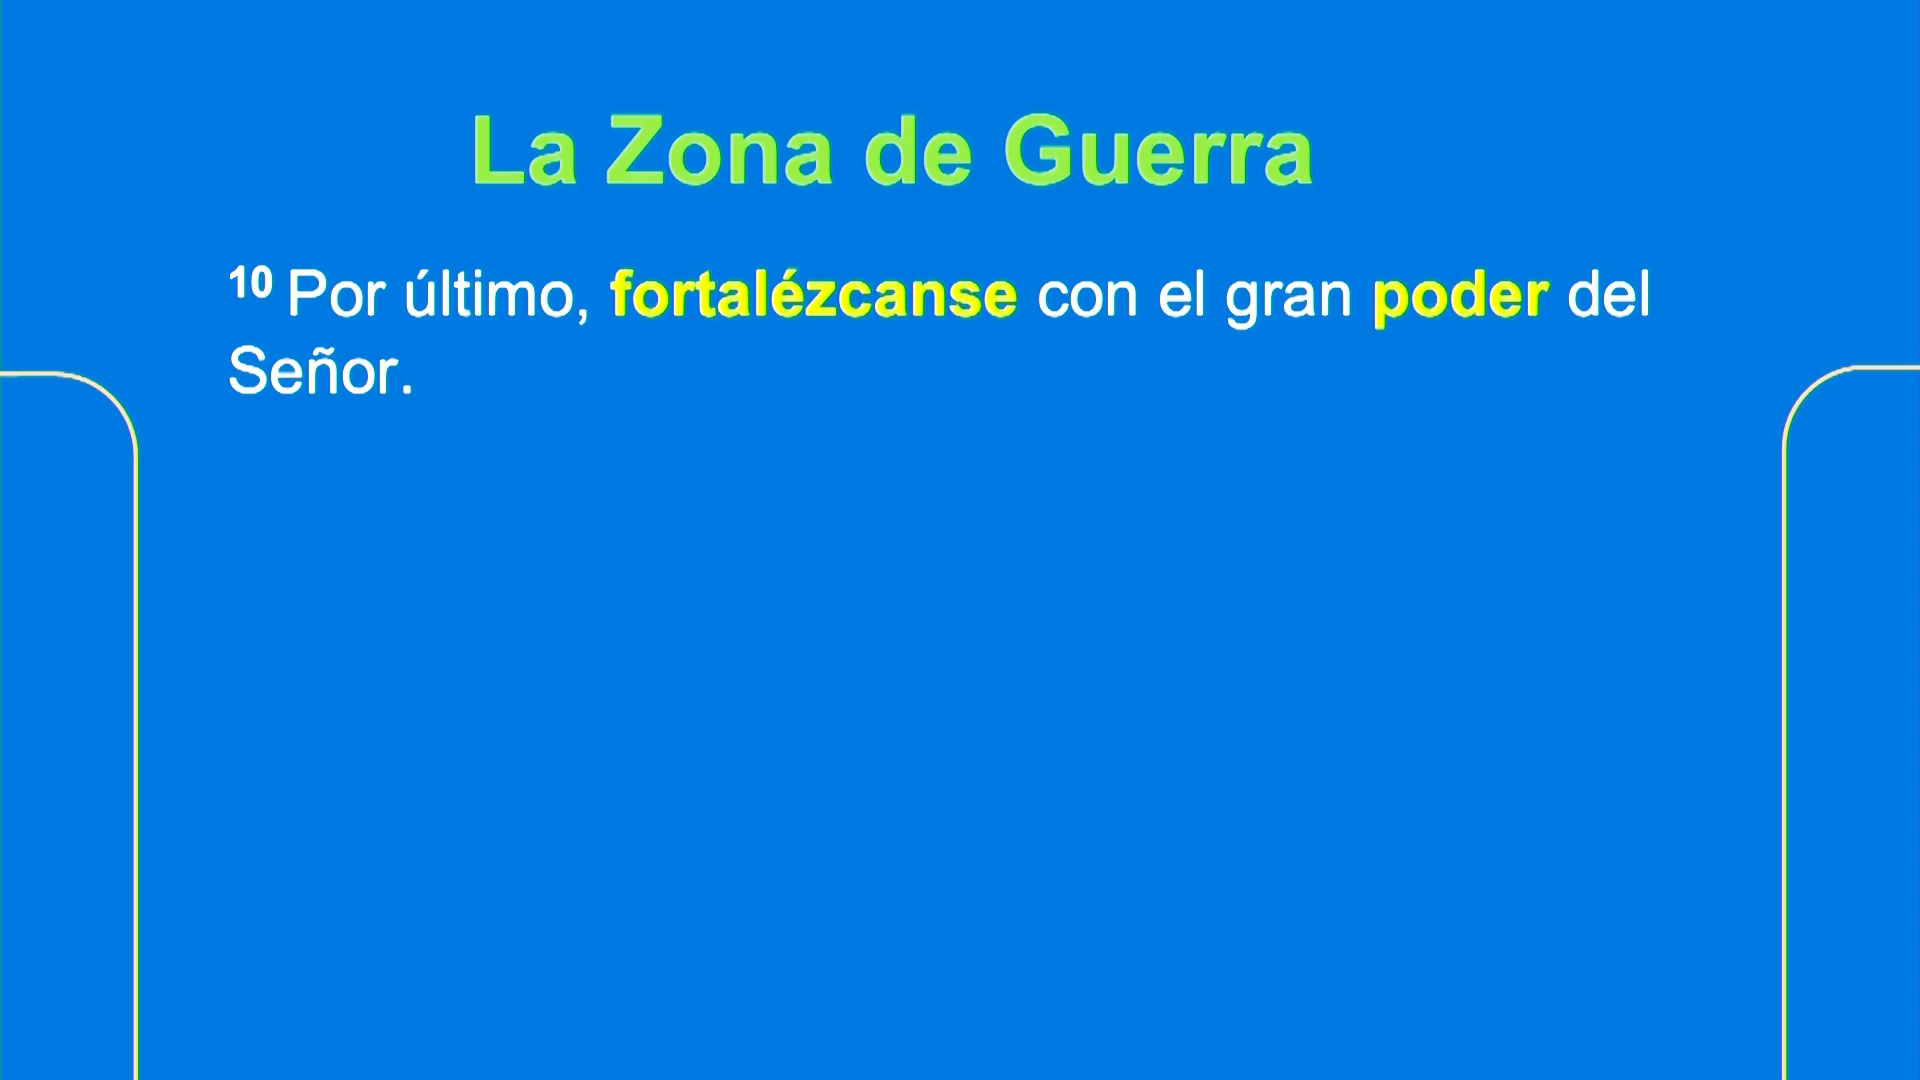 La Zona de Guerra
10 Por último, fortalézcanse con el gran poder del
Señor.